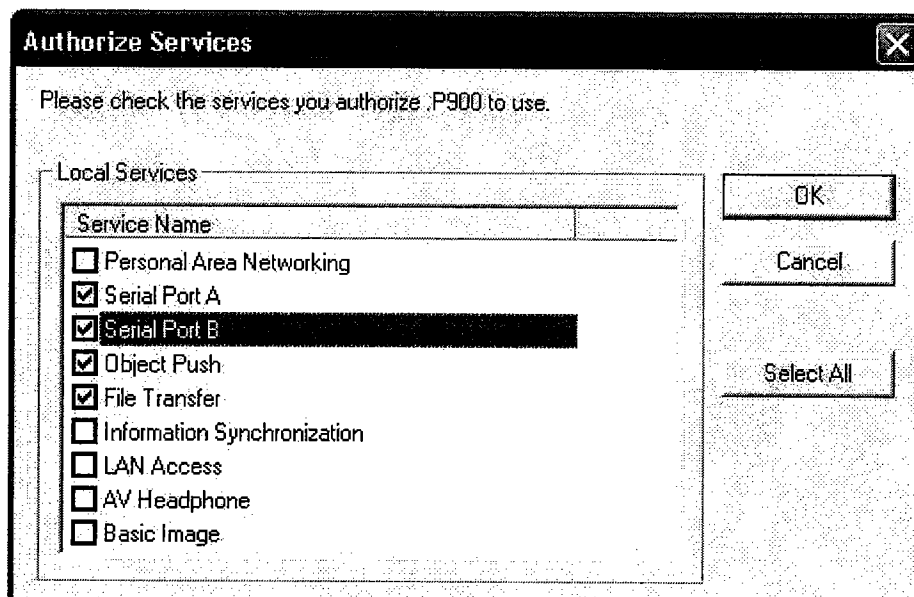 Authorize Services
Please check the services you authorize .P900 to use.
Local Services
Service Name
Personal Area Networking
Serial Port A
Serial Port B
Object Push
File Transfer
Information Synchronization
LAN Access
AV Headphone
Basic Image
OK
Cancel
Select All